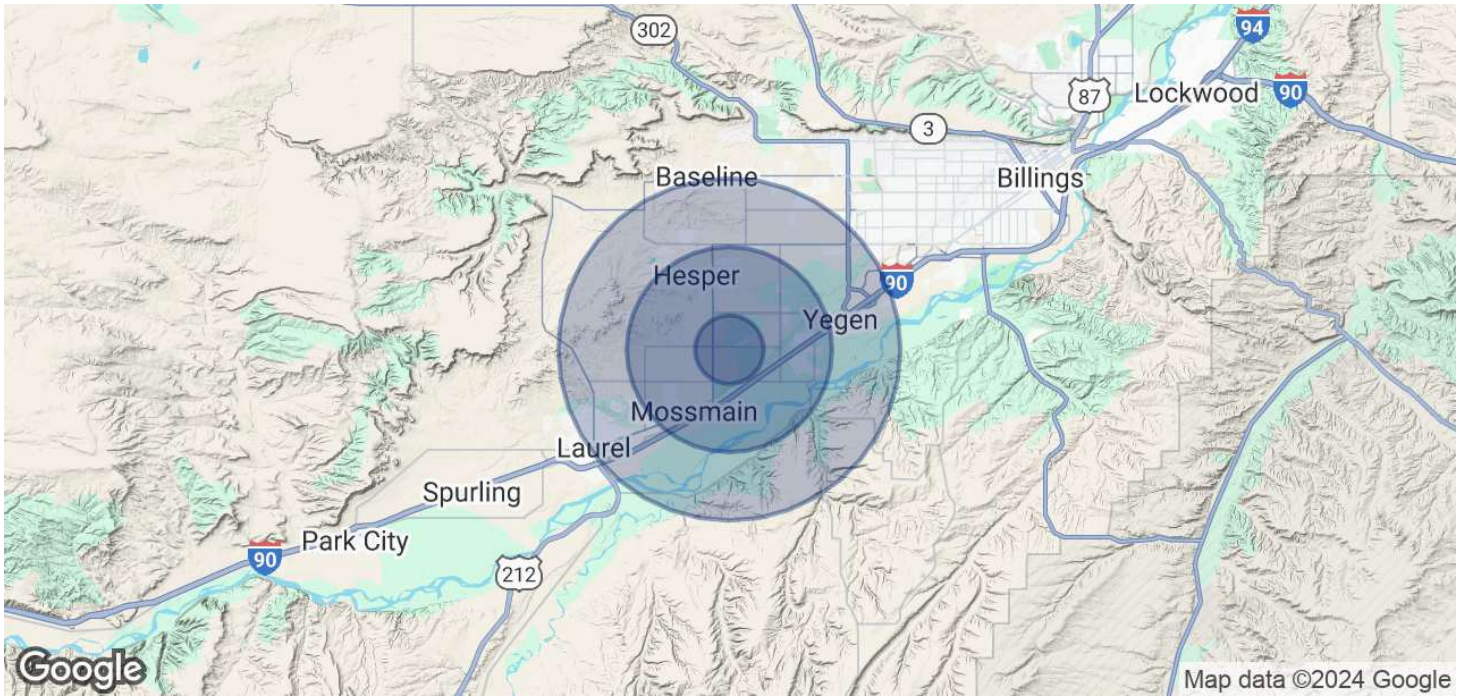 302
94
87
Lockwood
90
3
Baseline
Billings
Hesper
90
Yegen
Mossmain
Laurel
Spurling
Park City
90
212
Google
Map data ©2024 Google